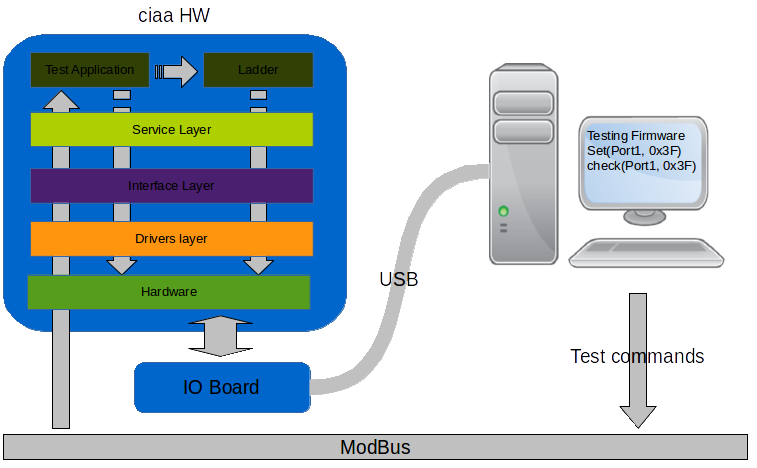 ciaa HW
Test Application
Ladder
Service Layer
Interface Layer
Drivers layer
Hardware
IO Board
USB
Testing Firmware
Set(Port1, 0x3F)
check(Port1, 0x3F)
Test commands
ModBus